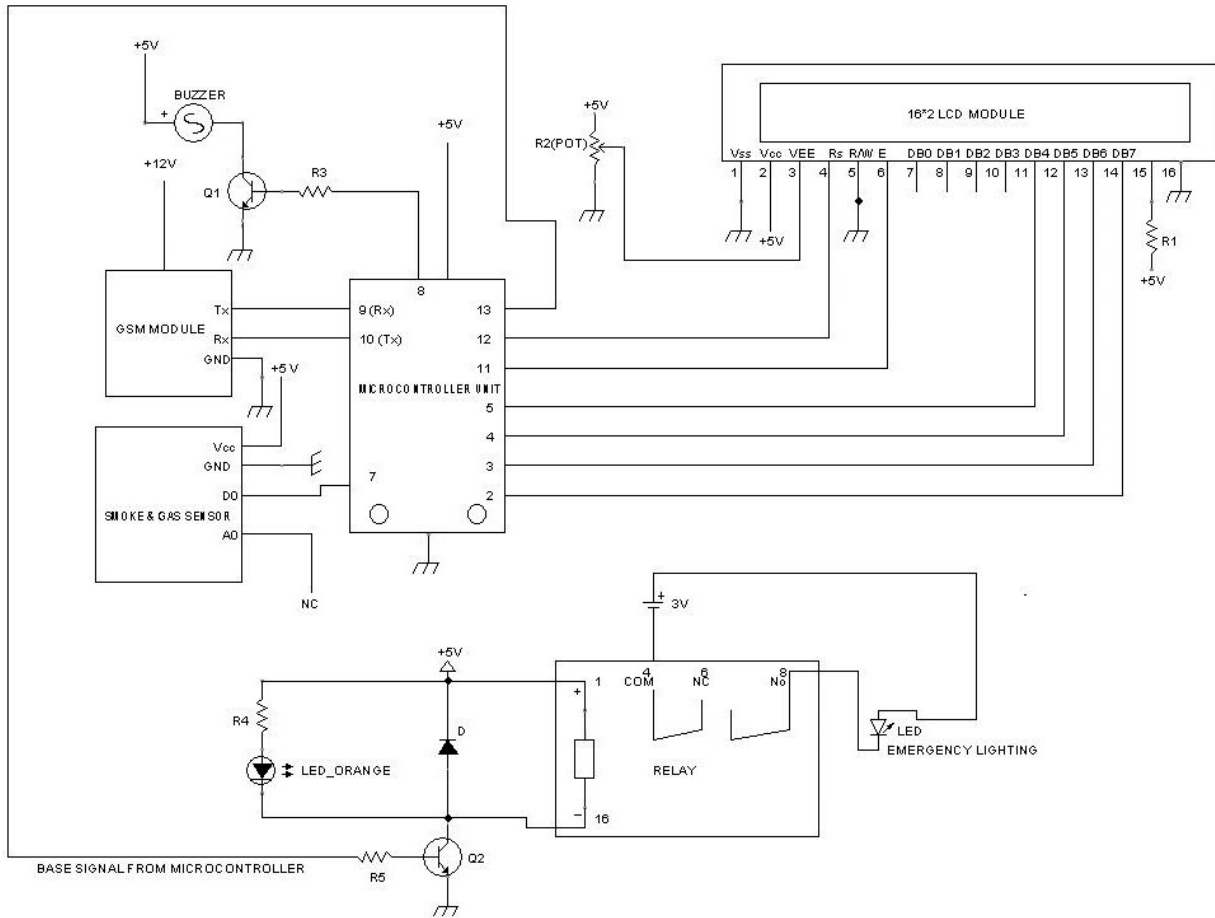 +5V
BUZZER
+
+12V
Q1
R3
+5V
+5V
R2(POT)
16*2 LCD MODULE
Vss Vcc VEE Rs R/W E DB0 DB1 DB2 DB3 DB4 DB5 DB6 DB7
1 2 3 4 5 6 7 8 9 10 11 12 13 14 15 16
+5V
R1
+5V
8
Tx
Rx
GND
GSM MODULE
9 (Rx)
10 (Tx)
13
12
11
MICROCONTROLLER UNIT
5
4
3
2
7
+5V
Vcc
GND
D0
SMOKE & GAS SENSOR
A0
NC
+
3V
+5V
R4
D
LED_ORANGE
1
+
4
COM
6
NC
8
No
RELAY
−
16
LED
EMERGENCY LIGHTING
BASE SIGNAL FROM MICROCONTROLLER
R5
Q2